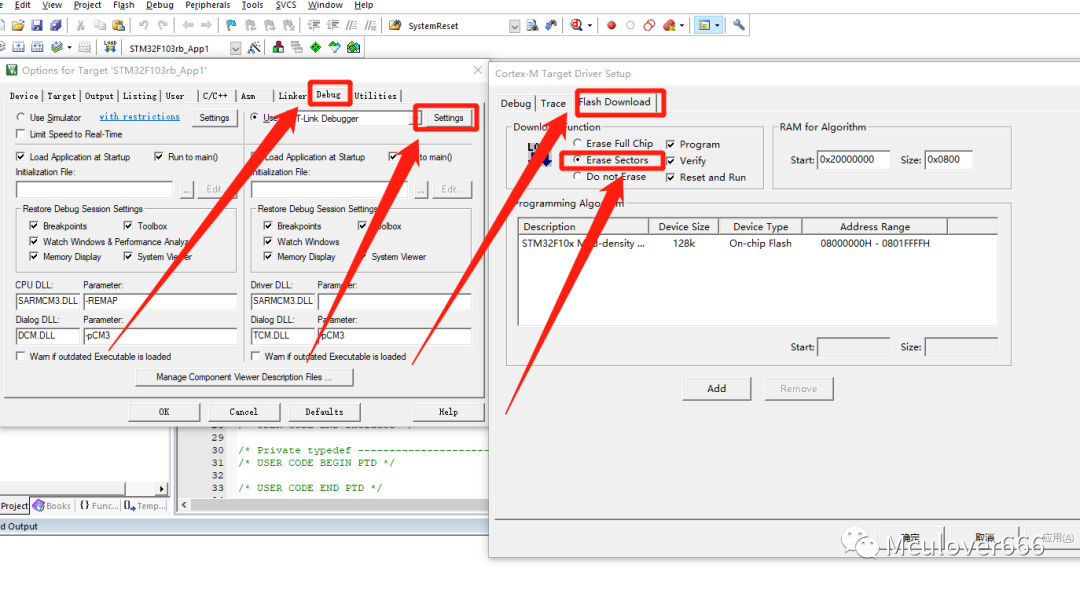 Edit View Project Flash Debug Peripherals Tools SVCS Window Help
SystemReset
LOAD STM32F103rb_App1
Options for Target 'STM32F103rb_App1'
Device Target Output Listing User C/C++ Asm Linker Debug Utilities
Use Simulator with restrictions Settings
Limit Speed to Real-Time
Load Application at Startup Run to main()
Initialization File:
... Edit...
Restore Debug Session Settings
Breakpoints Toolbox
Watch Windows & Performance Analyzer
Memory Display System Viewer
CPU DLL: Parameter:
SARMCM3.DLL -REMAP
Dialog DLL: Parameter:
DCM.DLL -pCM3
Warn if outdated Executable is loaded
Use T-Link Debugger Settings
Load Application at Startup to main()
Initialization File:
... Edit...
Restore Debug Session Settings
Breakpoints Toolbox
Watch Windows
Memory Display System Viewer
Driver DLL: Parameter:
SARMCM3.DLL
Dialog DLL: Parameter:
TCM.DLL -pCM3
Warn if outdated Executable is loaded
Manage Component Viewer Description Files ...
OK Cancel Defaults Help
Cortex-M Target Driver Setup
Debug Trace Flash Download
Download Function
Erase Full Chip Program
Erase Sectors Verify
Do not Erase Reset and Run
RAM for Algorithm
Start: 0x20000000 Size: 0x0800
Programming Algorithm
Description Device Size Device Type Address Range
STM32F10x Med-density ... 128k On-chip Flash 08000000H - 0801FFFFH
Start: Size:
Add Remove
确定 取消 应用(A)
29
30 /* Private typedef -----------------------
31 /* USER CODE BEGIN PTD */
32
33 /* USER CODE END PTD */
Project Books {} Func... Temp...
d Output
Mculover666